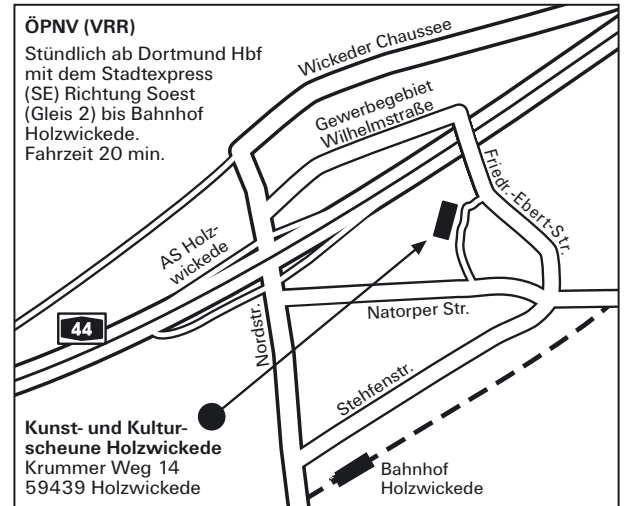 ÖPNV (VRR)
Stündlich ab Dortmund Hbf
mit dem Stadtexpress
(SE) Richtung Soest
(Gleis 2) bis Bahnhof
Holzwickede.
Fahrzeit 20 min.
Wickeder Chaussee
Gewerbegebiet
Wilhelmstraße
Friedr.-Ebert-Str.
AS Holz-
wickede
44
Nordstr.
Natorper Str.
Stehfenstr.
Kunst- und Kultur-
scheune Holzwickede
Krummer Weg 14
59439 Holzwickede
Bahnhof
Holzwickede